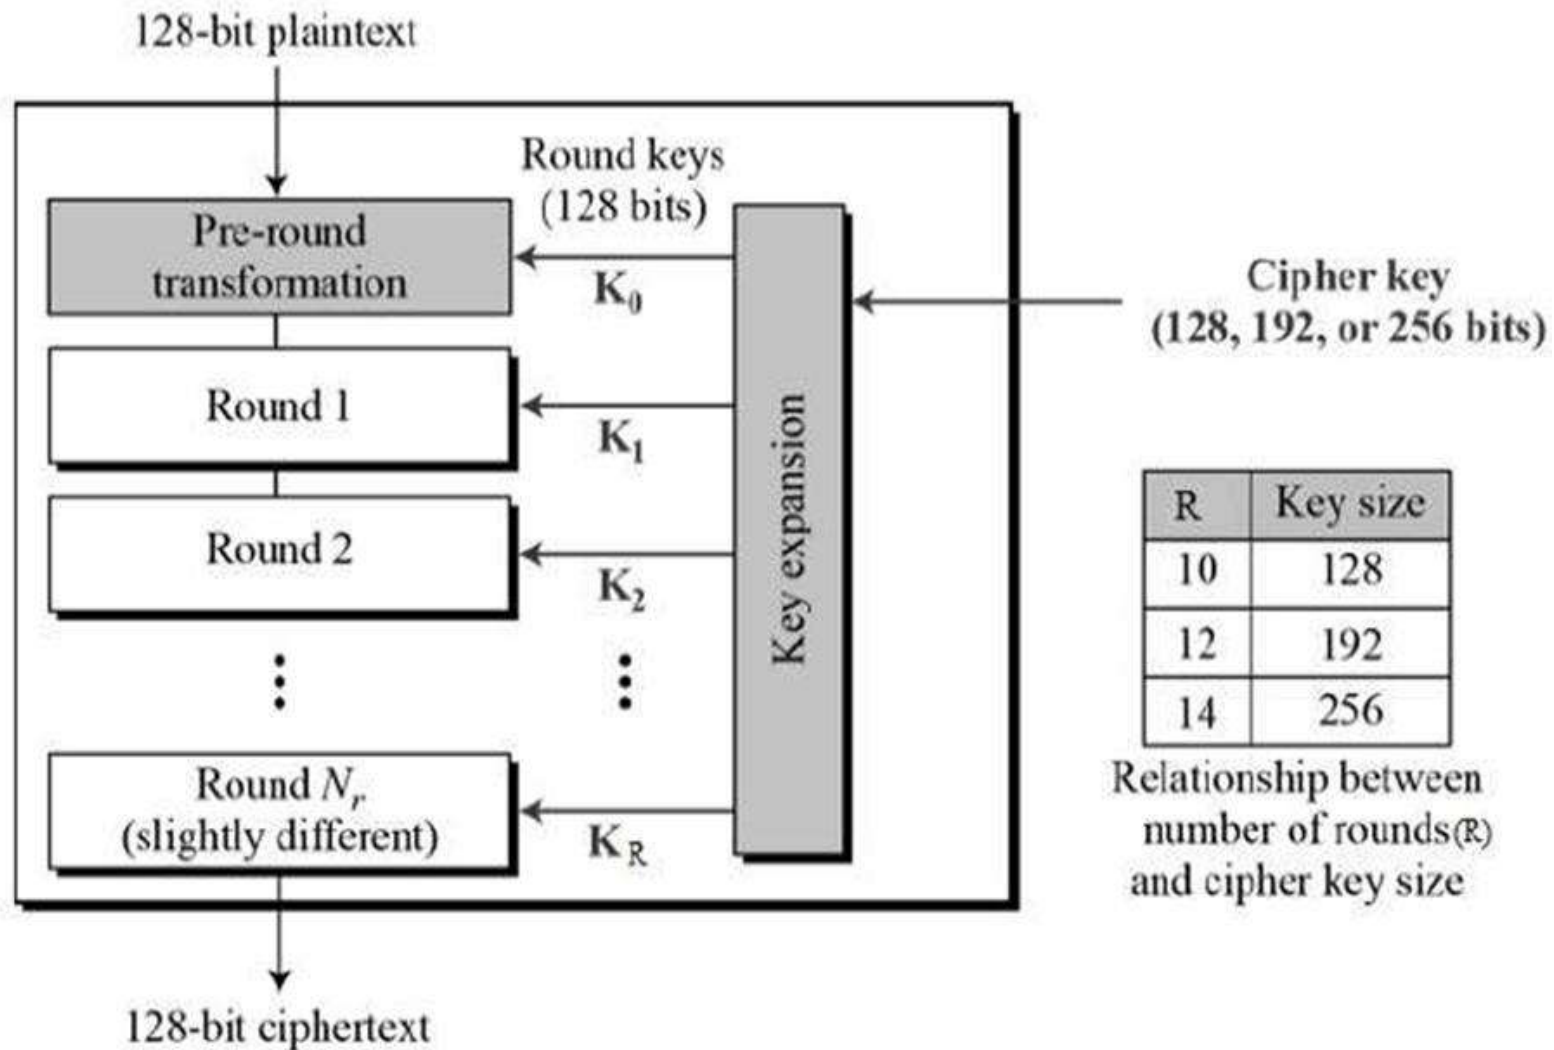 128-bit plaintext
Round keys
(128 bits)
Pre-round
transformation
K₀
Cipher key
(128, 192, or 256 bits)
Round 1
K₁
Key expansion
Round 2
K₂
R Key size
10 128
12 192
14 256
Relationship between
number of rounds(R)
and cipher key size
Round Nᵣ
(slightly different)
K_R
128-bit ciphertext